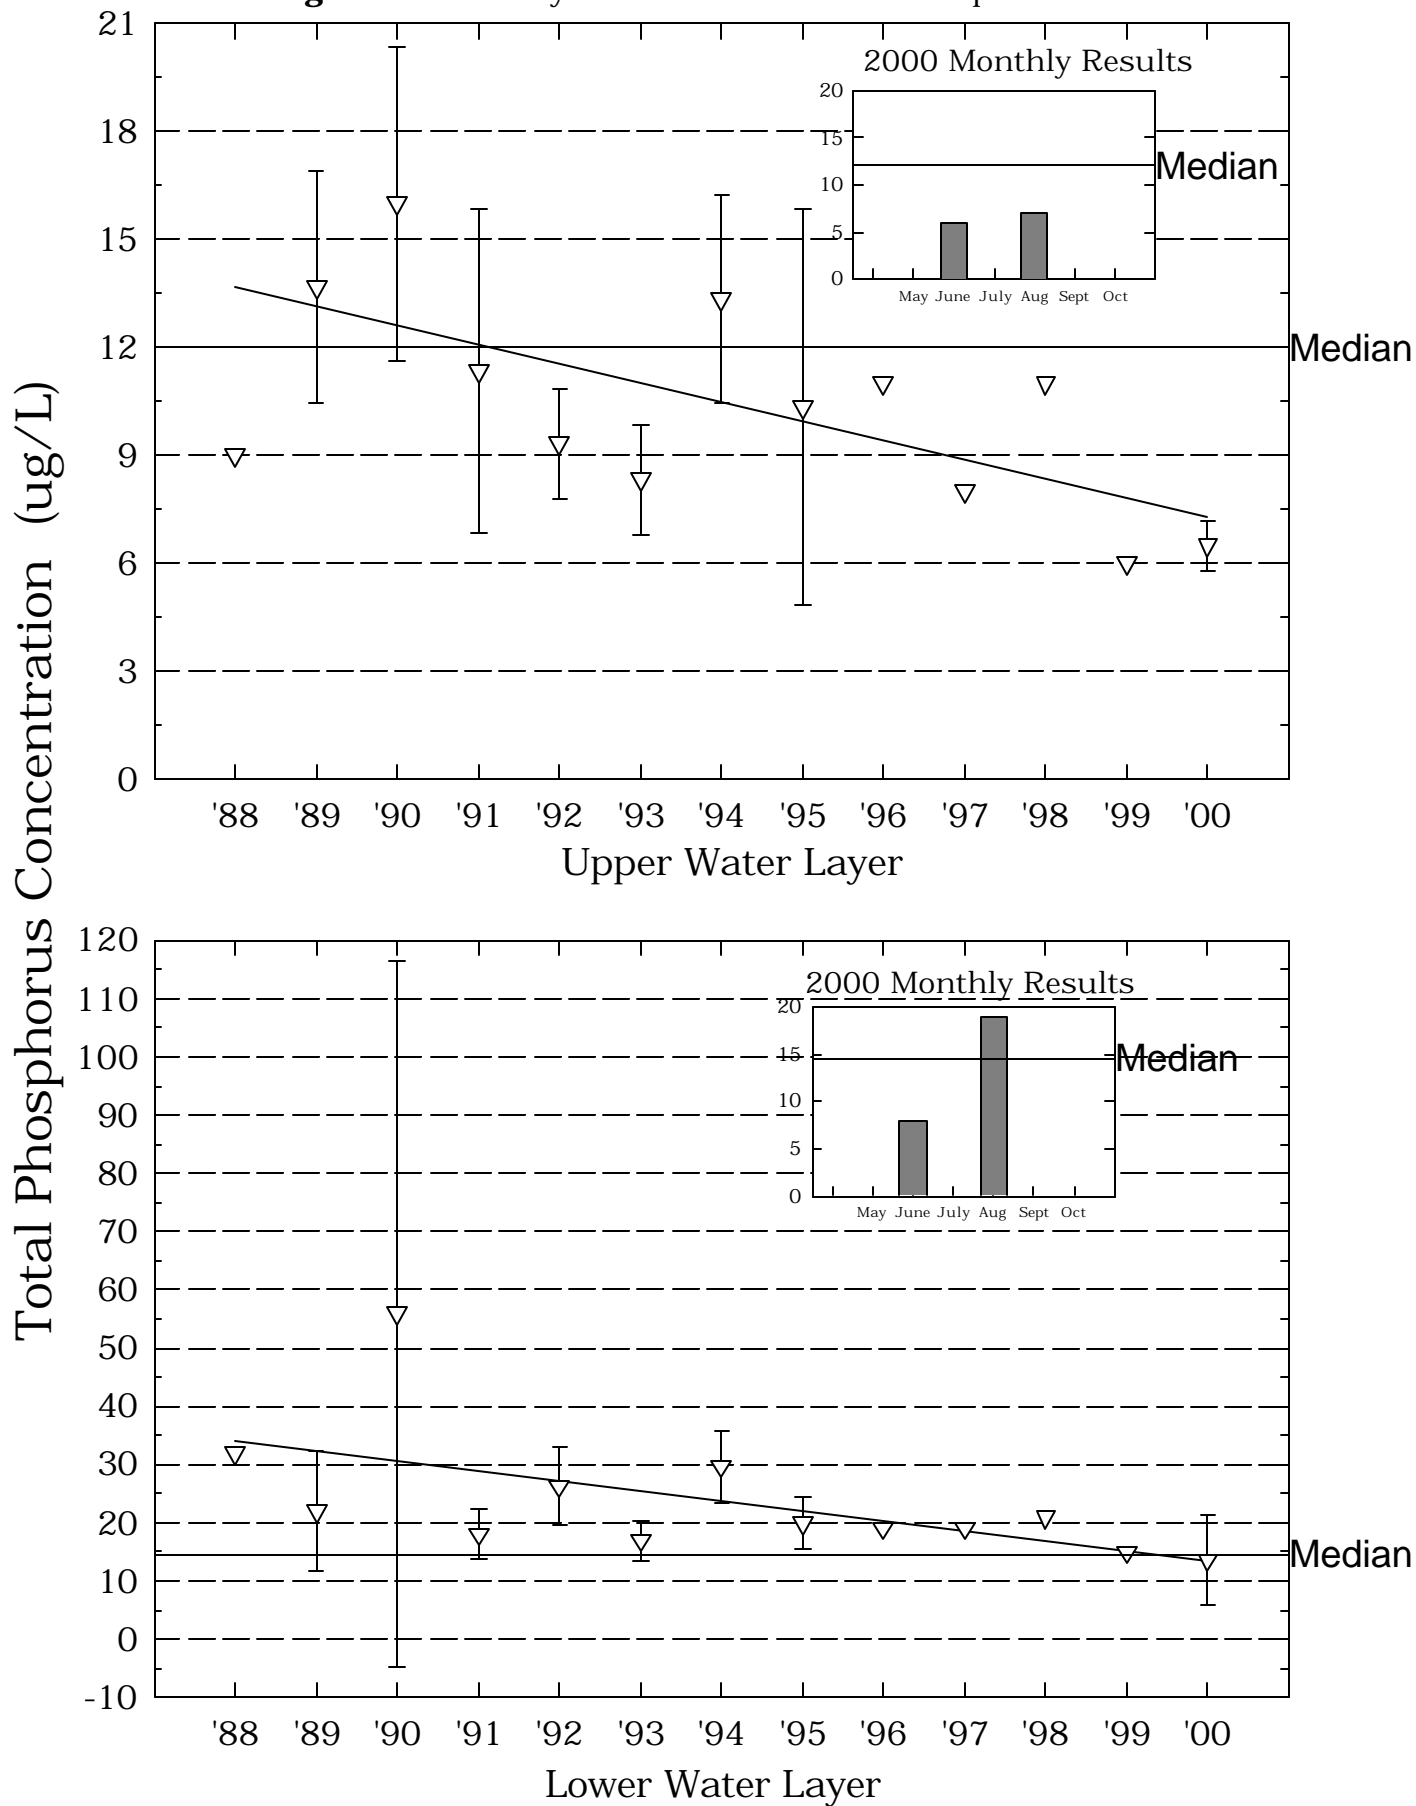 21
2000 Monthly Results
20
18
15
Median
10
15
5
0
May June July Aug Sept Oct
12
Median
9
6
3
0
'88 '89 '90 '91 '92 '93 '94 '95 '96 '97 '98 '99 '00
Upper Water Layer
Total Phosphorus Concentration (ug/L)
120
2000 Monthly Results
110
20
100
15
Median
10
90
5
80
0
May June July Aug Sept Oct
70
60
50
40
30
20
Median
10
0
-10
'88 '89 '90 '91 '92 '93 '94 '95 '96 '97 '98 '99 '00
Lower Water Layer